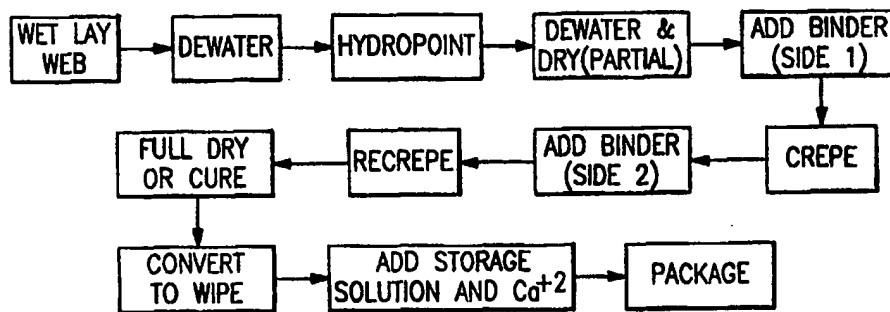 WET LAY
WEB
DEWATER
HYDROPOINT
DEWATER &
DRY(PARTIAL)
ADD BINDER
(SIDE 1)
CREPE
ADD BINDER
(SIDE 2)
RECREPE
FULL DRY
OR CURE
CONVERT
TO WIPE
ADD STORAGE
SOLUTION AND Ca+2
PACKAGE